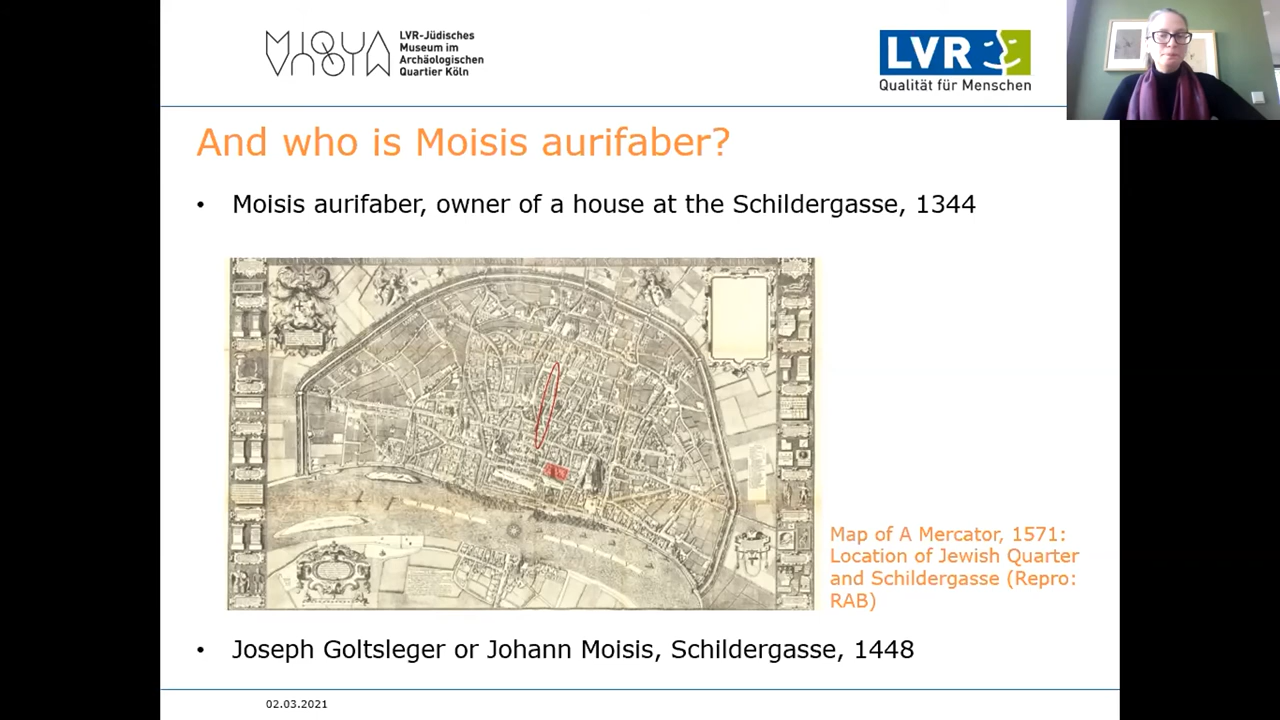 MIQUA
LVR-Jüdisches
Museum im
Archäologischen
Quartier Köln
LVR
Qualität für Menschen
And who is Moisis aurifaber?
• Moisis aurifaber, owner of a house at the Schildergasse, 1344
Map of A Mercator, 1571:
Location of Jewish Quarter
and Schildergasse (Repro:
RAB)
• Joseph Goltsleger or Johann Moisis, Schildergasse, 1448
02.03.2021